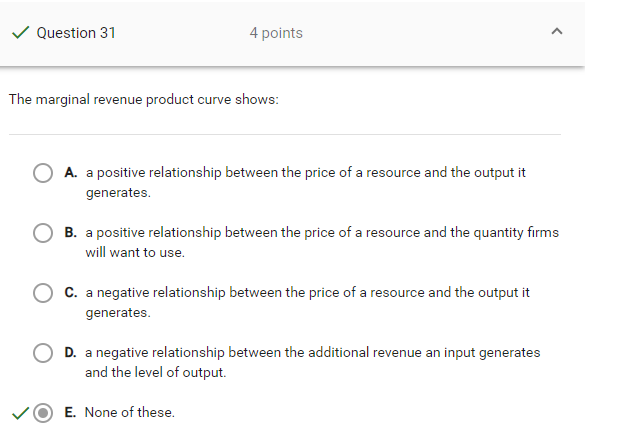 Question 31 4 points
The marginal revenue product curve shows:
A. a positive relationship between the price of a resource and the output it
generates.
B. a positive relationship between the price of a resource and the quantity firms
will want to use.
C. a negative relationship between the price of a resource and the output it
generates.
D. a negative relationship between the additional revenue an input generates
and the level of output.
E. None of these.